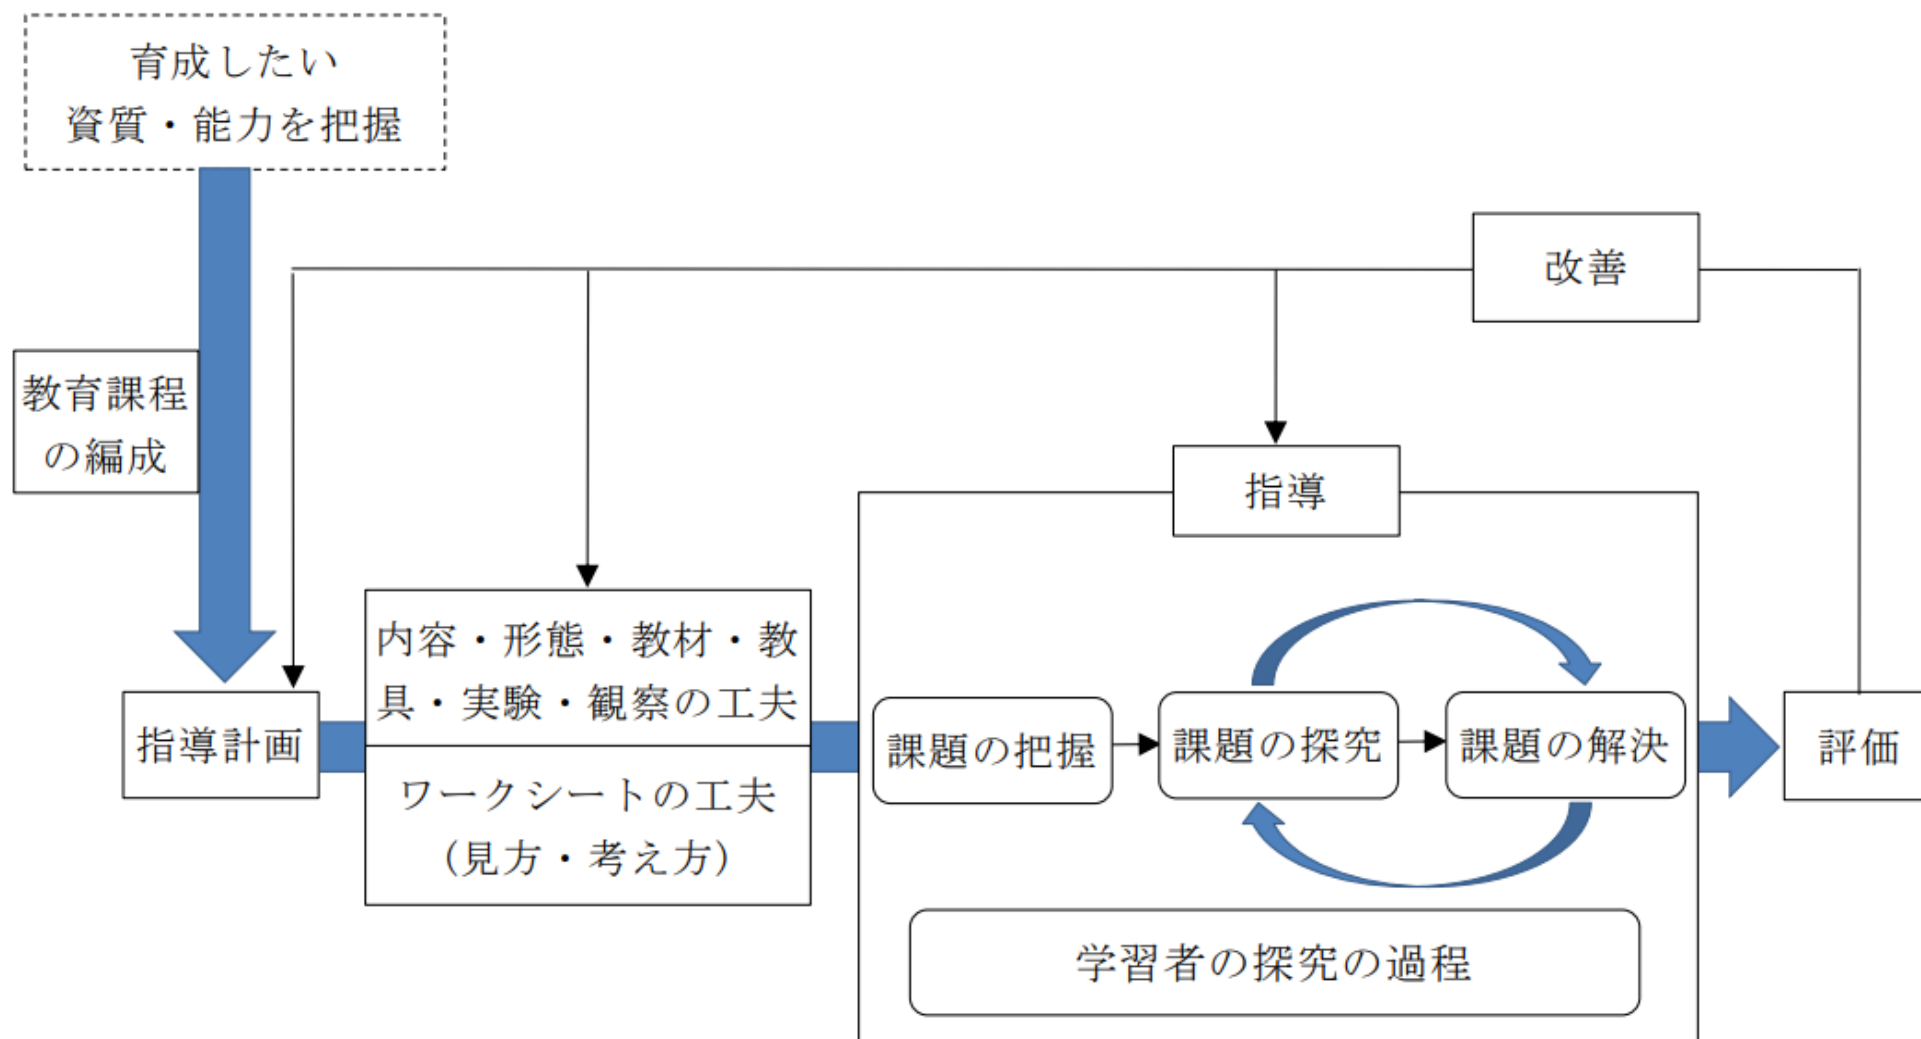 育成したい
資質・能力を把握
改善
教育課程
の編成
指導
内容・形態・教材・教
具・実験・観察の工夫
指導計画
ワークシートの工夫
（見方・考え方）
課題の把握
課題の探究
課題の解決
評価
学習者の探究の過程